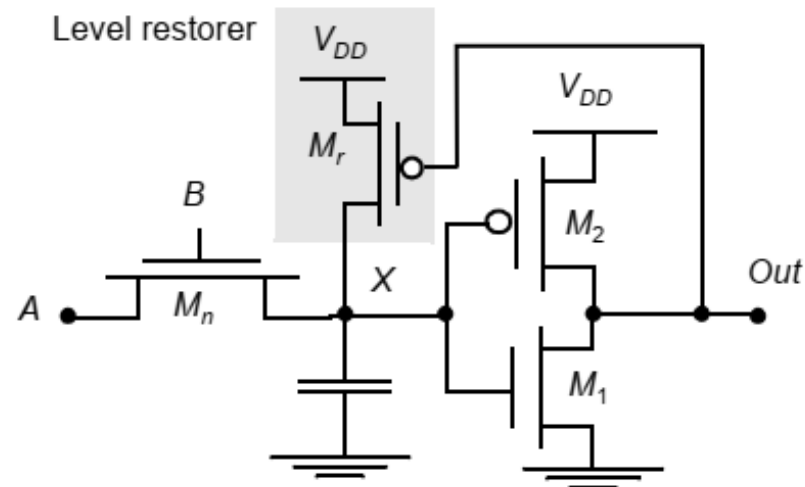 Level restorer
V_DD
V_DD
M_r
B
M_2
A
M_n
X
Out
M_1